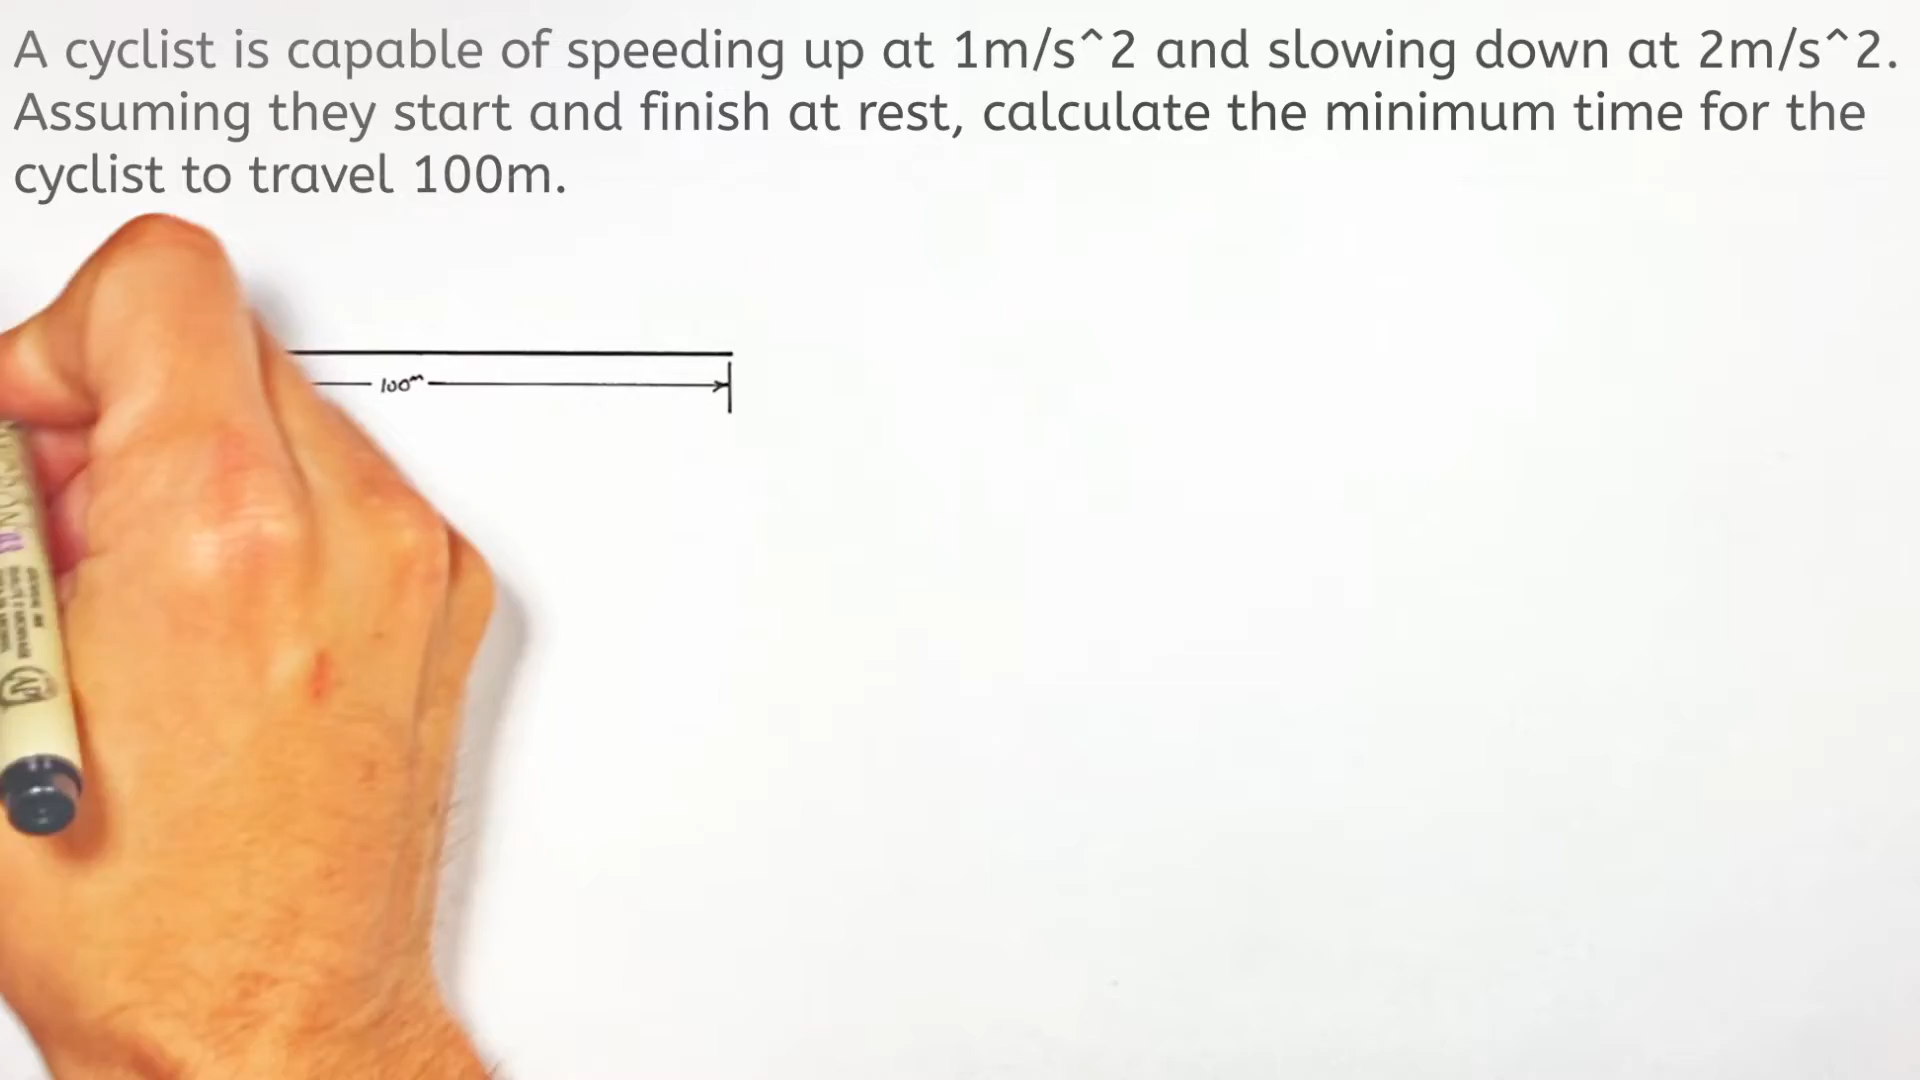 A cyclist is capable of speeding up at 1m/s^2 and slowing down at 2m/s^2.
Assuming they start and finish at rest, calculate the minimum time for the
cyclist to travel 100m.
100m